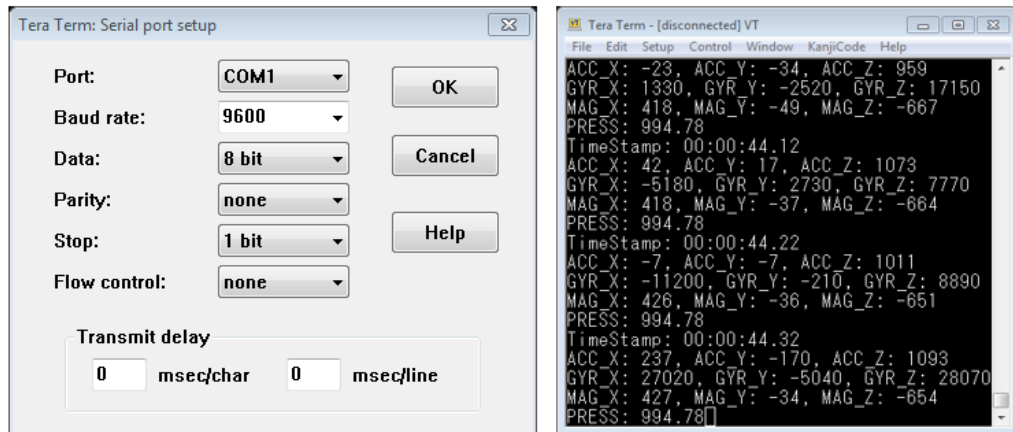 Tera Term: Serial port setup
Port:
COM1
OK
Baud rate:
9600
Data:
8 bit
Cancel
Parity:
none
Stop:
1 bit
Help
Flow control:
none
Transmit delay
0 msec/char 0 msec/line
Tera Term - [disconnected] VT
File Edit Setup Control Window KanjiCode Help
ACC_X: -23, ACC_Y: -34, ACC_Z: 959
GYR_X: 1330, GYR_Y: -2520, GYR_Z: 17150
MAG_X: 418, MAG_Y: -49, MAG_Z: -667
PRESS: 994.78
TimeStamp: 00:00:44.12
ACC_X: 42, ACC_Y: 17, ACC_Z: 1073
GYR_X: -5180, GYR_Y: 2730, GYR_Z: 7770
MAG_X: 418, MAG_Y: -37, MAG_Z: -664
PRESS: 994.78
TimeStamp: 00:00:44.22
ACC_X: -7, ACC_Y: -7, ACC_Z: 1011
GYR_X: -11200, GYR_Y: -210, GYR_Z: 8890
MAG_X: 426, MAG_Y: -36, MAG_Z: -651
PRESS: 994.78
TimeStamp: 00:00:44.32
ACC_X: 237, ACC_Y: -170, ACC_Z: 1093
GYR_X: 27020, GYR_Y: -5040, GYR_Z: 28070
MAG_X: 427, MAG_Y: -34, MAG_Z: -654
PRESS: 994.78